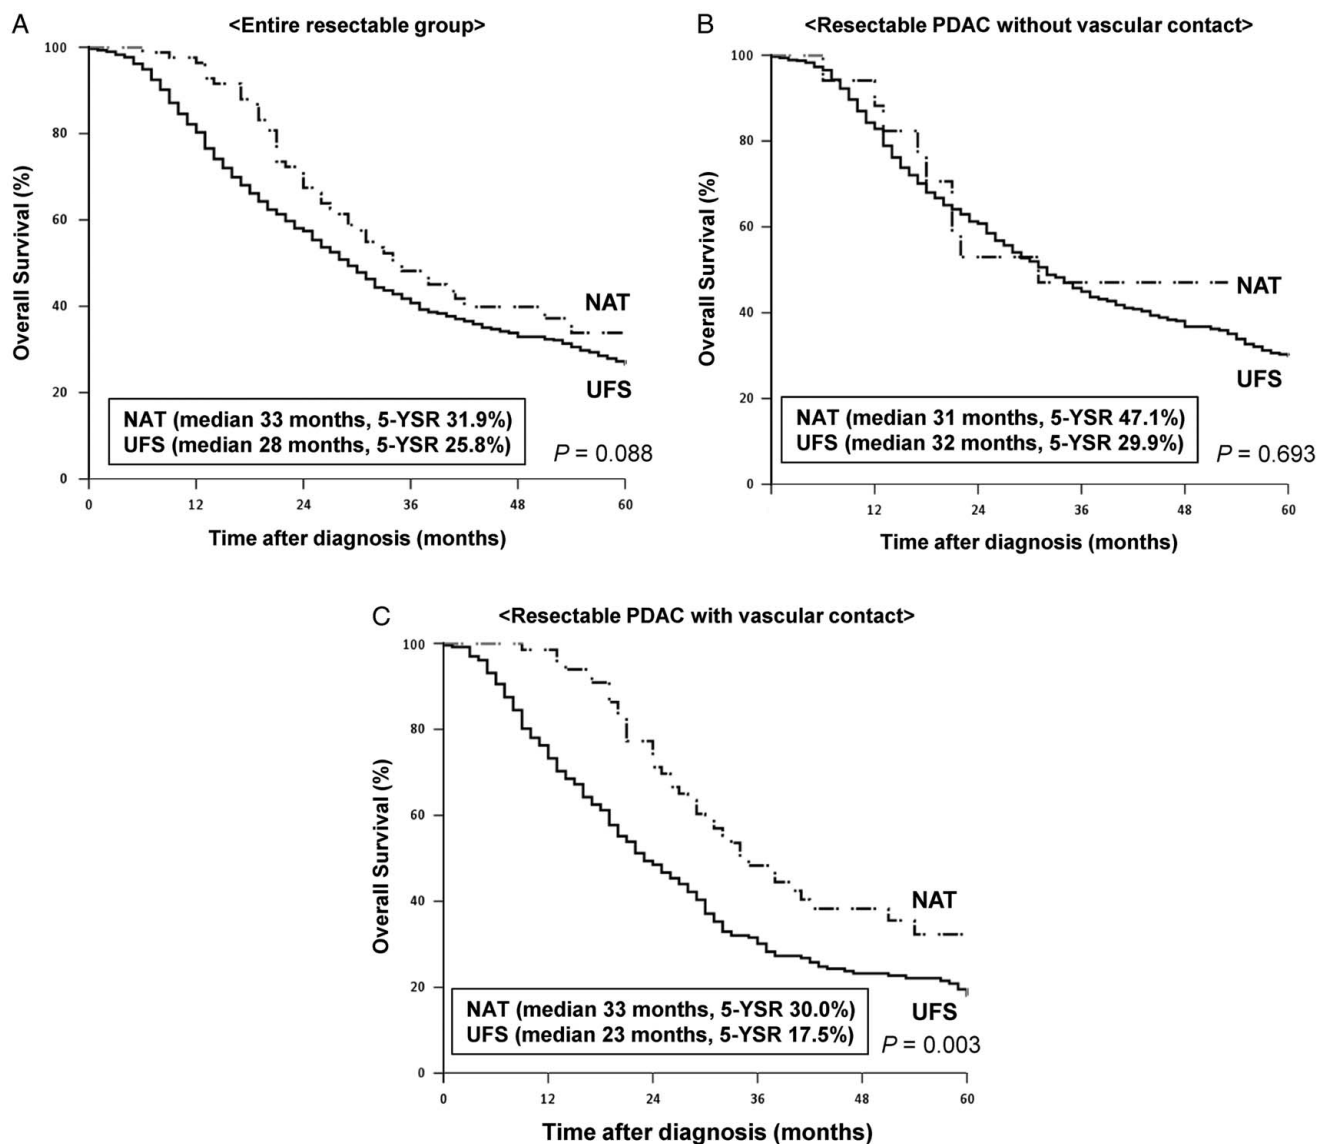 A
<Entire resectable group>
100
80
60
40
20
0
Overall Survival (%)
NAT
UFS
NAT (median 33 months, 5-YSR 31.9%)
UFS (median 28 months, 5-YSR 25.8%)
P = 0.088
0 12 24 36 48 60
Time after diagnosis (months)
B
<Resectable PDAC without vascular contact>
100
80
60
40
20
0
Overall Survival (%)
NAT
UFS
NAT (median 31 months, 5-YSR 47.1%)
UFS (median 32 months, 5-YSR 29.9%)
P = 0.693
12 24 36 48 60
Time after diagnosis (months)
C
<Resectable PDAC with vascular contact>
100
80
60
40
20
0
Overall Survival (%)
NAT
UFS
NAT (median 33 months, 5-YSR 30.0%)
UFS (median 23 months, 5-YSR 17.5%)
P = 0.003
0 12 24 36 48 60
Time after diagnosis (months)